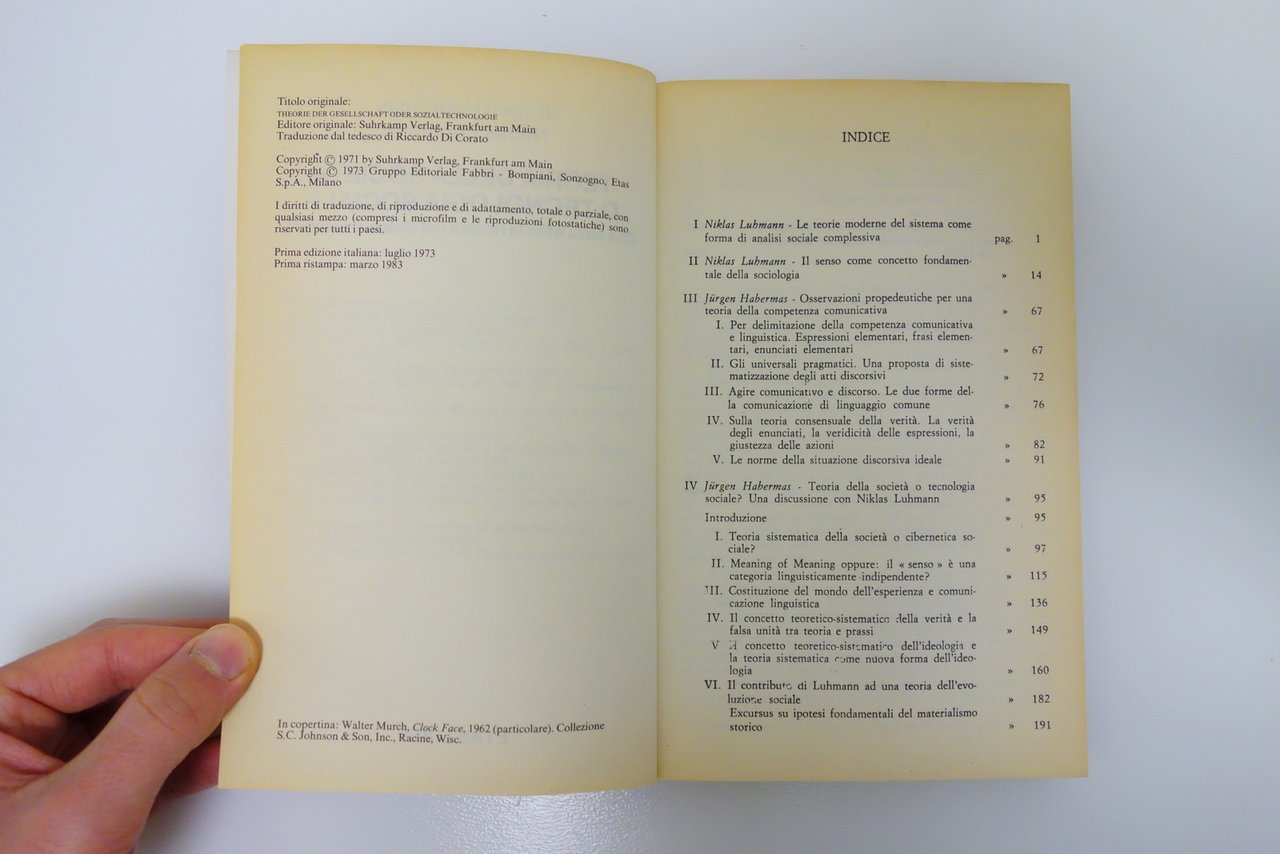 Titolo originale:
THEORIE DER GESELLSCHAFT ODER SOZIALTECHNOLOGIE
Editore originale: Suhrkamp Verlag, Frankfurt am Main
Traduzione dal tedesco di Riccardo Di Corato
Copyright © 1971 by Suhrkamp Verlag, Frankfurt am Main
Copyright © 1973 Gruppo Editoriale Fabbri - Bompiani, Sonzogno, Etas
S.p.A., Milano
I diritti di traduzione, di riproduzione e di adattamento, totale o parziale, con
qualsiasi mezzo (compresi i microfilm e le riproduzioni fotostatiche) sono
riservati per tutti i paesi.
Prima edizione italiana: luglio 1973
Prima ristampa: marzo 1983
In copertina: Walter Murch, Clock Face, 1962 (particolare). Collezione
S.C. Johnson & Son, Inc., Racine, Wisc.
INDICE
I Niklas Luhmann - Le teorie moderne del sistema come
forma di analisi sociale complessiva pag. 1
II Niklas Luhmann - Il senso come concetto fondamen-
tale della sociologia » 14
III Jürgen Habermas - Osservazioni propedeutiche per una
teoria della competenza comunicativa » 67
I. Per delimitazione della competenza comunicativa
e linguistica. Espressioni elementari, frasi elemen-
tari, enunciati elementari » 67
II. Gli universali pragmatici. Una proposta di siste-
matizzazione degli atti discorsivi » 72
III. Agire comunicativo e discorso. Le due forme del-
la comunicazione di linguaggio comune » 76
IV. Sulla teoria consensuale della verità. La verità
degli enunciati, la veridicità delle espressioni, la
giustezza delle azioni » 82
V. Le norme della situazione discorsiva ideale » 91
IV Jürgen Habermas - Teoria della società o tecnologia
sociale? Una discussione con Niklas Luhmann » 95
Introduzione » 95
I. Teoria sistematica della società o cibernetica so-
ciale? » 97
II. Meaning of Meaning oppure: il « senso » è una
categoria linguisticamente indipendente? » 115
III. Costituzione del mondo dell'esperienza e comuni-
cazione linguistica » 136
IV. Il concetto teoretico-sistematico della verità e la
falsa unità tra teoria e prassi » 149
V Il concetto teoretico-sistematico dell'ideologia e
la teoria sistematica come nuova forma dell'ideo-
logia » 160
VI. Il contributo di Luhmann ad una teoria dell'evo-
luzione sociale » 182
Excursus su ipotesi fondamentali del materialismo
storico » 191